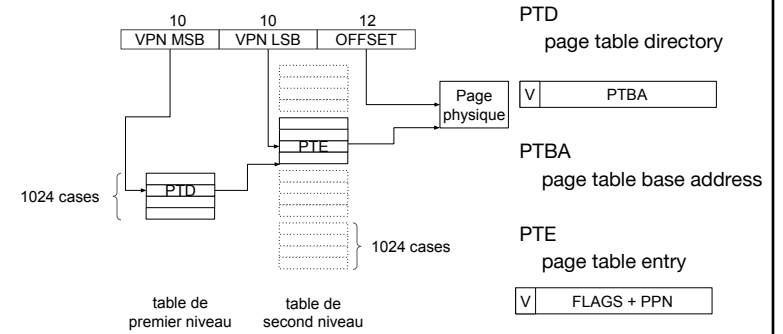 10 10 12
VPN MSB VPN LSB OFFSET
Page
physique
PTE
PTD
1024 cases
1024 cases
table de
premier niveau
table de
second niveau
PTD
page table directory
V PTBA
PTBA
page table base address
PTE
page table entry
V FLAGS + PPN